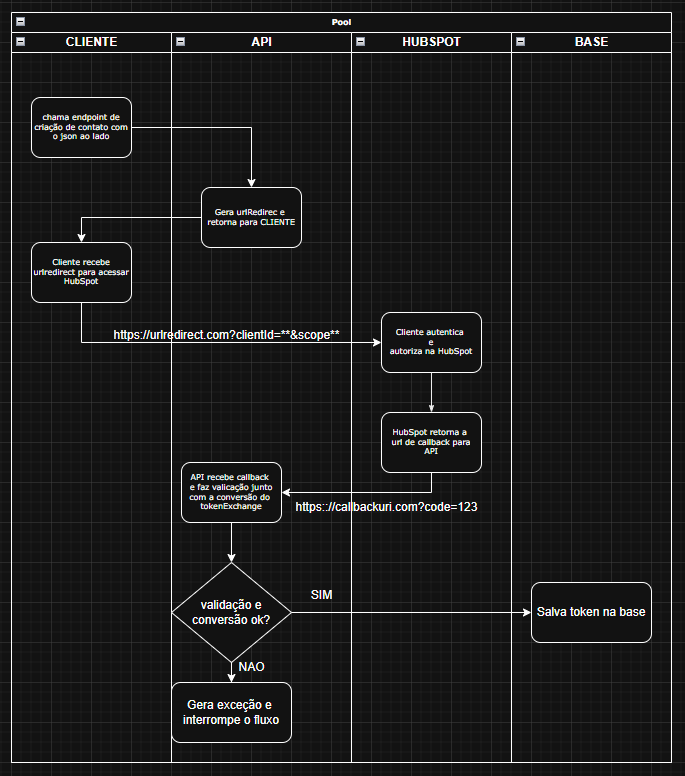 Pool
CLIENTE
API
HUBSPOT
BASE
chama endpoint de
criação de contato com
o json ao lado
Gera urlRedirec e
retorna para CLIENTE
Cliente recebe
urlredirect para acessar
HubSpot
https://urlredirect.com?clientId=**&scope**
Cliente autentica
e
autoriza na HubSpot
HubSpot retorna a
url de callback para
API
API recebe callback
e faz valicação junto
com a conversão do
tokenExchange
https:://callbackuri.com?code=123
validação e
conversão ok?
SIM
Salva token na base
NAO
Gera exceção e
interrompe o fluxo